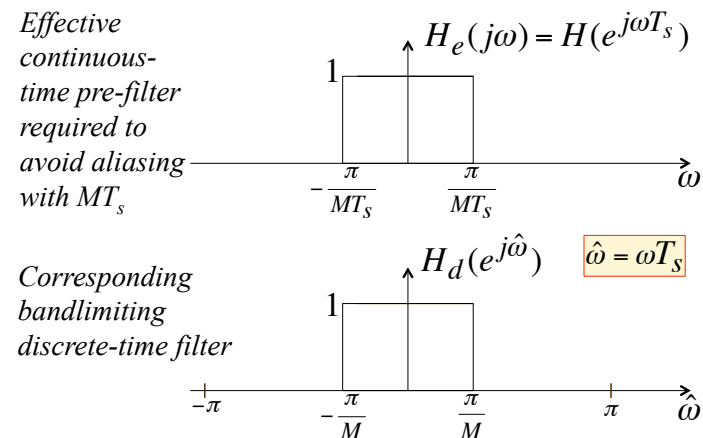 Effective
continuous-
time pre-filter
required to
avoid aliasing
with MT_s
H_e(jω) = H(e^{jωT_s})
1
-π/(MT_s)
π/(MT_s)
ω
Corresponding
bandlimiting
discrete-time filter
H_d(e^{jω̂})
ω̂ = ωT_s
1
-π
-π/M
π/M
π
ω̂